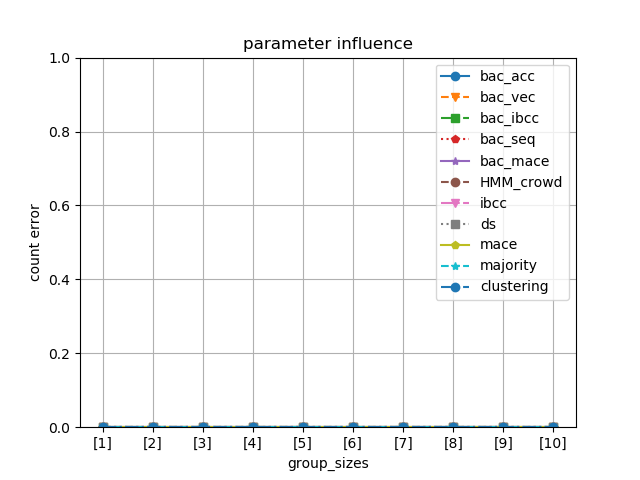 parameter influence
count error
1.0
0.8
0.6
0.4
0.2
0.0
bac_acc
bac_vec
bac_ibcc
bac_seq
bac_mace
HMM_crowd
ibcc
ds
mace
majority
clustering
[1] [2] [3] [4] [5] [6] [7] [8] [9] [10]
group_sizes